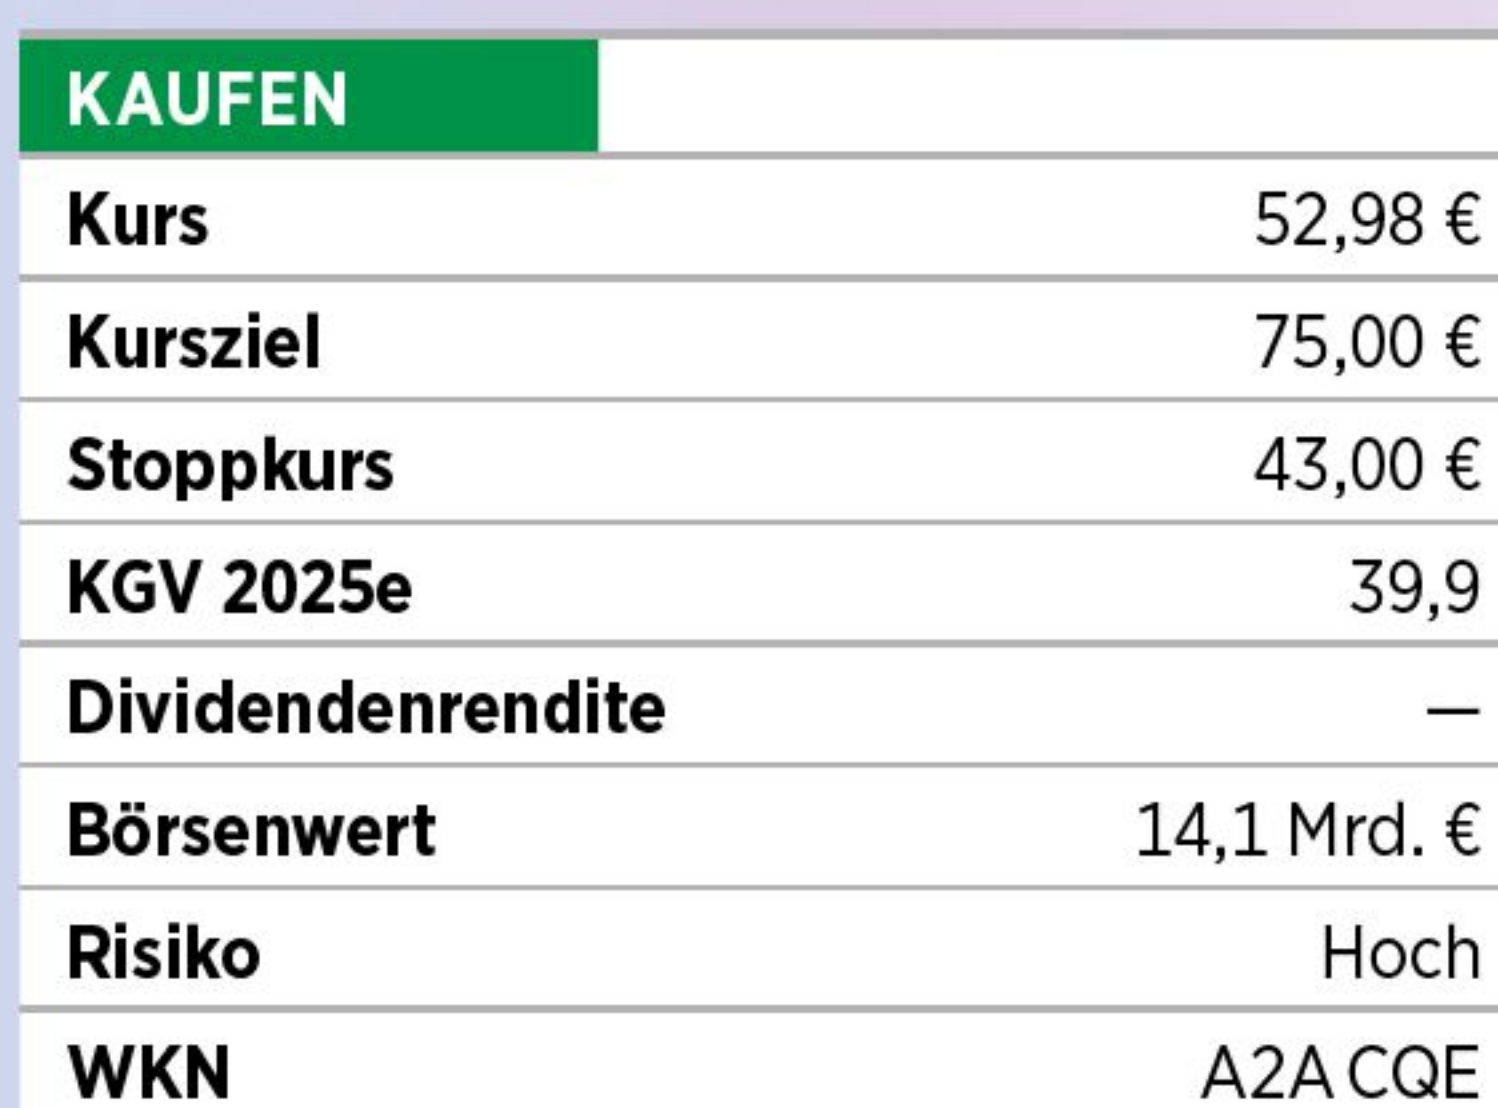 KAUFEN
Kurs 52,98 €
Kursziel 75,00 €
Stoppkurs 43,00 €
KGV 2025e 39,9
Dividendenrendite –
Börsenwert 14,1 Mrd. €
Risiko Hoch
WKN A2A CQE